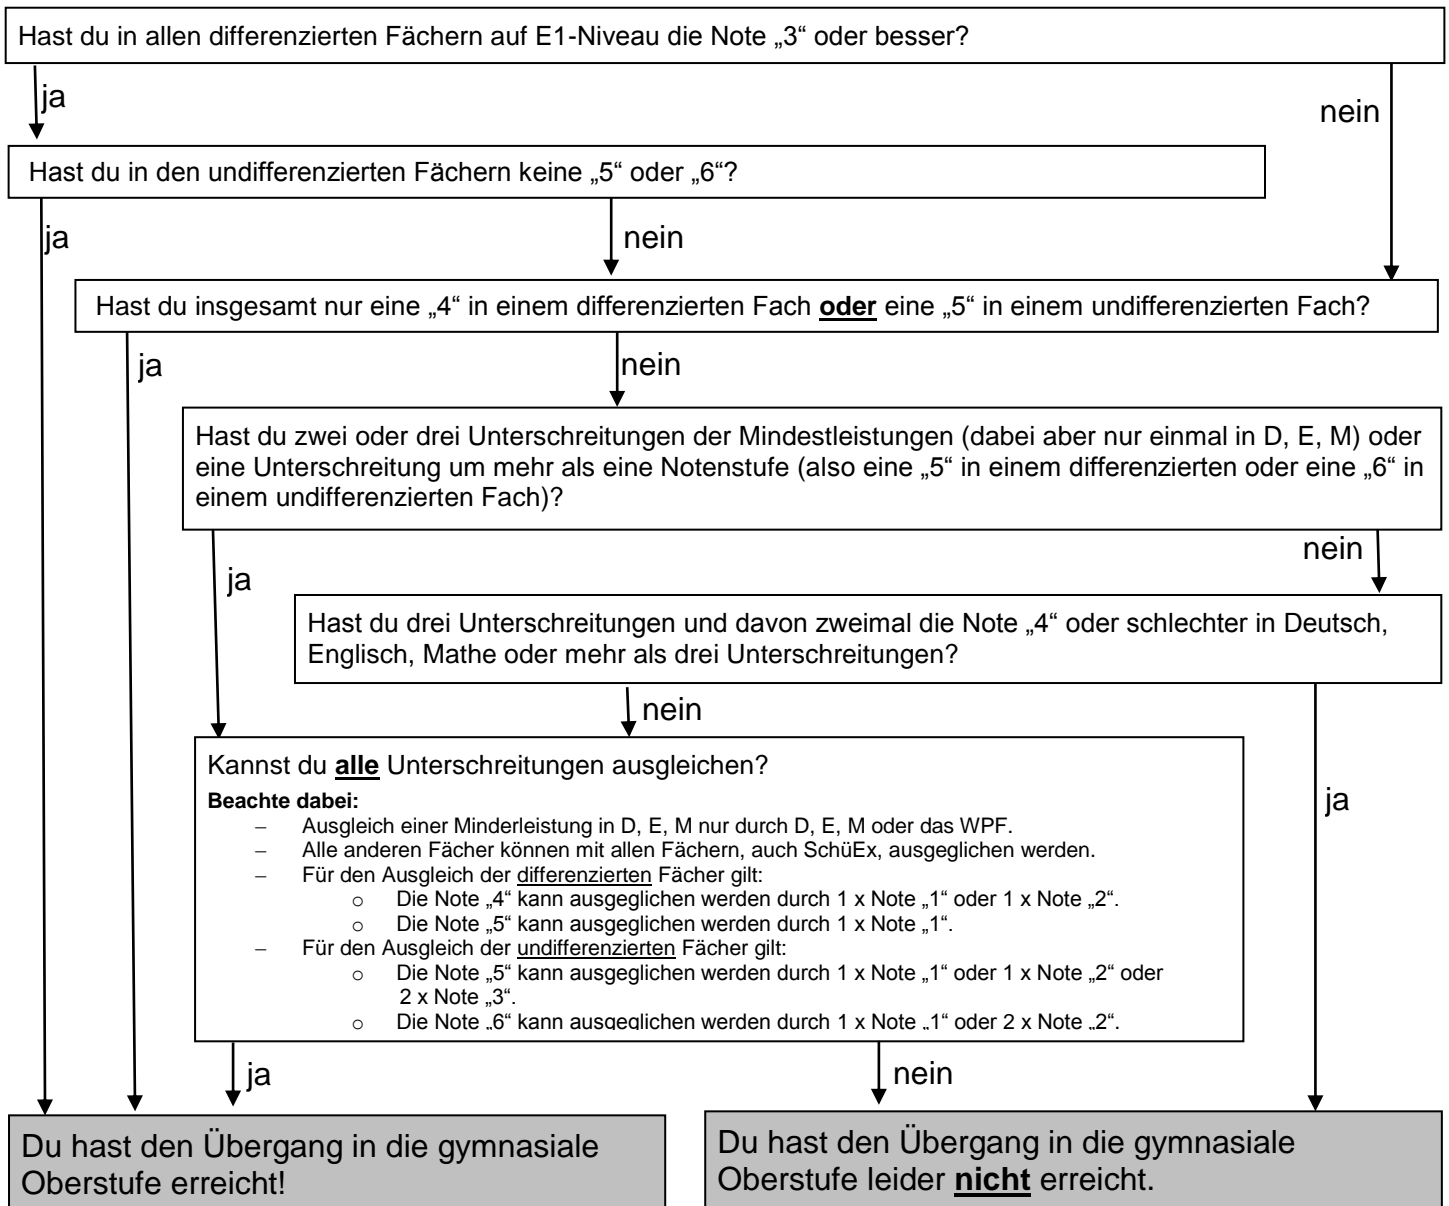 Hast du in allen differenzierten Fächern auf E1-Niveau die Note „3“ oder besser?
ja
nein
Hast du in den undifferenzierten Fächern keine „5“ oder „6“?
ja
nein
Hast du insgesamt nur eine „4“ in einem differenzierten Fach oder eine „5“ in einem undifferenzierten Fach?
ja
nein
Hast du zwei oder drei Unterschreitungen der Mindestleistungen (dabei aber nur einmal in D, E, M) oder
eine Unterschreitung um mehr als eine Notenstufe (also eine „5“ in einem differenzierten oder eine „6“ in
einem undifferenzierten Fach)?
nein
ja
Hast du drei Unterschreitungen und davon zweimal die Note „4“ oder schlechter in Deutsch,
Englisch, Mathe oder mehr als drei Unterschreitungen?
nein
Kannst du alle Unterschreitungen ausgleichen?
Beachte dabei:
– Ausgleich einer Minderleistung in D, E, M nur durch D, E, M oder das WPF.
– Alle anderen Fächer können mit allen Fächern, auch SchüEx, ausgeglichen werden.
– Für den Ausgleich der differenzierten Fächer gilt:
o Die Note „4“ kann ausgeglichen werden durch 1 x Note „1“ oder 1 x Note „2“.
o Die Note „5“ kann ausgeglichen werden durch 1 x Note „1“.
– Für den Ausgleich der undifferenzierten Fächer gilt:
o Die Note „5“ kann ausgeglichen werden durch 1 x Note „1“ oder 1 x Note „2“ oder
2 x Note „3“.
o Die Note „6“ kann ausgeglichen werden durch 1 x Note „1“ oder 2 x Note „2“.
ja
ja
nein
Du hast den Übergang in die gymnasiale
Oberstufe erreicht!
Du hast den Übergang in die gymnasiale
Oberstufe leider nicht erreicht.